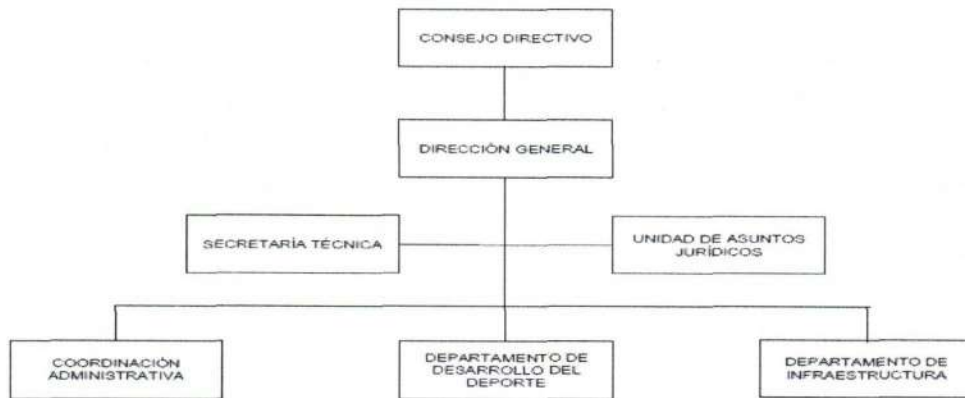 CONSEJO DIRECTIVO
DIRECCIÓN GENERAL
SECRETARÍA TÉCNICA
UNIDAD DE ASUNTOS
JURÍDICOS
COORDINACIÓN
ADMINISTRATIVA
DEPARTAMENTO DE
DESARROLLO DEL
DEPORTE
DEPARTAMENTO DE
INFRAESTRUCTURA